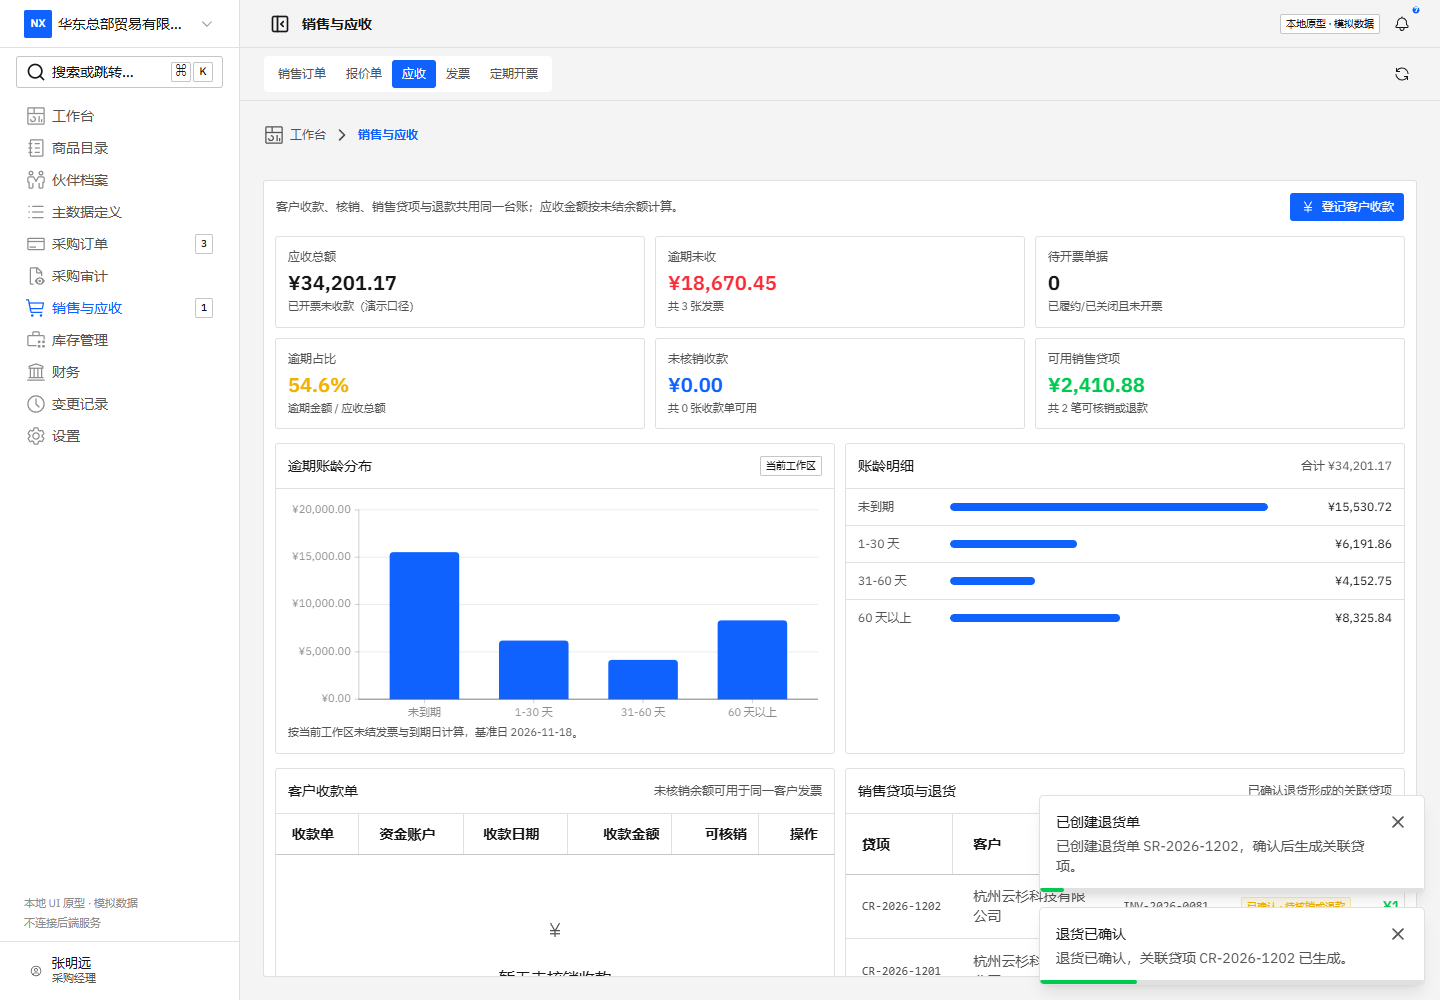 NX 华东总部贸易有限...
搜索或跳转... ⌘ K
工作台
商品目录
伙伴档案
主数据定义
采购订单 3
采购审计
销售与应收 1
库存管理
财务
变更记录
设置
本地 UI 原型 · 模拟数据
不连接后端服务
张明远
采购经理
销售与应收
本地原型 · 模拟数据
?
销售订单 报价单 应收 发票 定期开票
工作台 销售与应收
客户收款、核销、销售贷项与退款共用同一台账；应收金额按未结余额计算。
¥ 登记客户收款
应收总额
¥34,201.17
已开票未收款（演示口径）
逾期未收
¥18,670.45
共 3 张发票
待开票单据
0
已履约/已关闭且未开票
逾期占比
54.6%
逾期金额 / 应收总额
未核销收款
¥0.00
共 0 张收款单可用
可用销售贷项
¥2,410.88
共 2 笔可核销或退款
逾期账龄分布
当前工作区
¥20,000.00
¥15,000.00
¥10,000.00
¥5,000.00
¥0.00
未到期 1-30 天 31-60 天 60 天以上
按当前工作区未结发票与到期日计算，基准日 2026-11-18。
账龄明细
合计 ¥34,201.17
未到期 ¥15,530.72
1-30 天 ¥6,191.86
31-60 天 ¥4,152.75
60 天以上 ¥8,325.84
客户收款单
未核销余额可用于同一客户发票
收款单 资金账户 收款日期 收款金额 可核销 操作
¥
暂无未核销收款
销售贷项与退货
已确认退货形成的关联贷项
贷项 客户
CR-2026-1202 杭州云杉科技有限公司 INV-2026-0081 已确认 · 待核销或退款 ¥1
CR-2026-1201 杭州云杉科
已创建退货单
已创建退货单 SR-2026-1202，确认后生成关联贷
项。
退货已确认
退货已确认，关联贷项 CR-2026-1202 已生成。